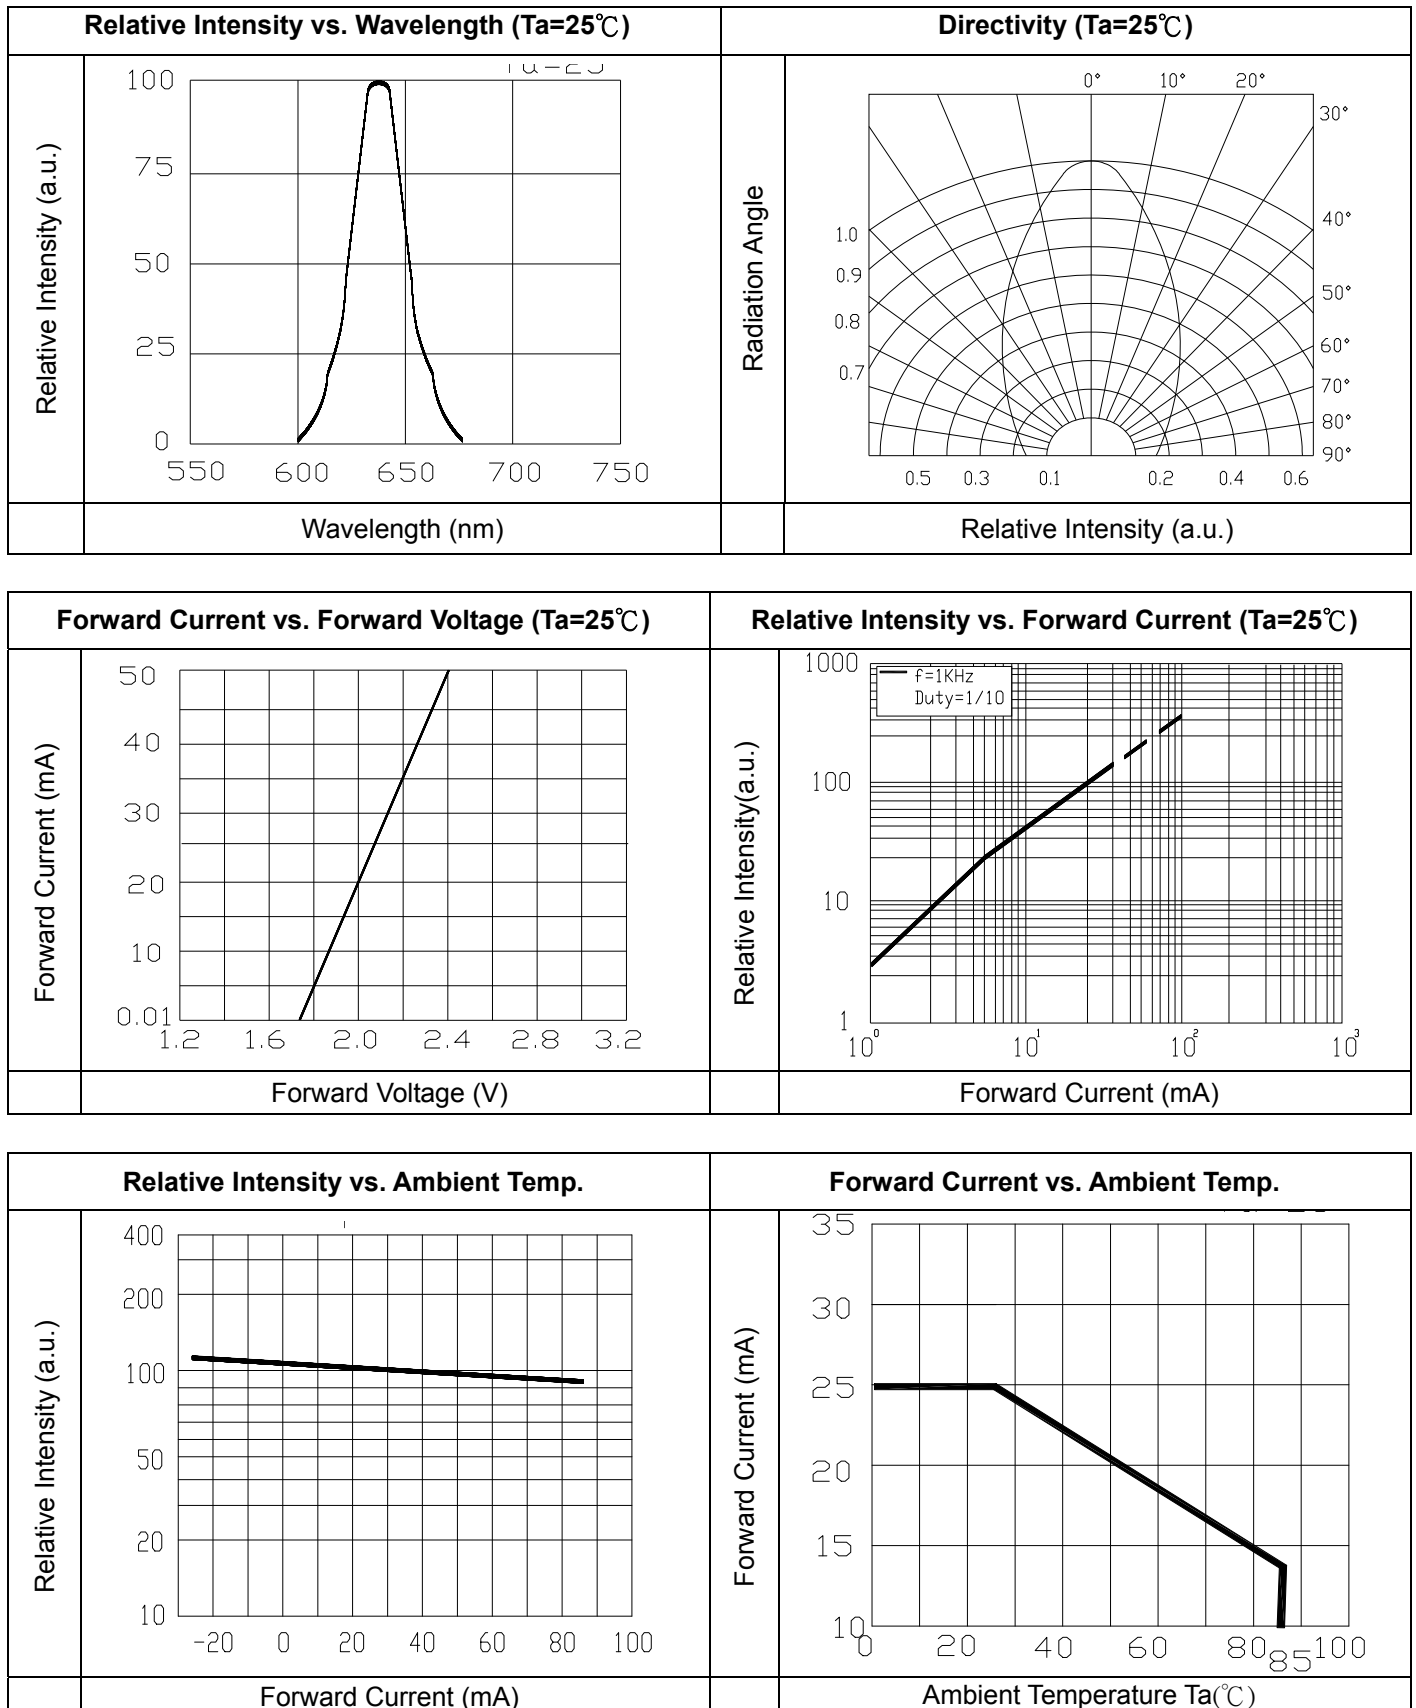 Relative Intensity vs. Wavelength (Ta=25℃)
Directivity (Ta=25℃)
Relative Intensity (a.u.)
100
75
50
25
0
550 600 650 700 750
Wavelength (nm)
Radiation Angle
0° 10° 20°
30°
40°
50°
60°
70°
80°
90°
1.0
0.9
0.8
0.7
0.5 0.3 0.1 0.2 0.4 0.6
Relative Intensity (a.u.)
Forward Current vs. Forward Voltage (Ta=25℃)
Relative Intensity vs. Forward Current (Ta=25℃)
Forward Current (mA)
50
40
30
20
10
0.01
1.2 1.6 2.0 2.4 2.8 3.2
Forward Voltage (V)
Relative Intensity(a.u.)
1000
100
10
1
f=1KHz
Duty=1/10
10⁰ 10¹ 10² 10³
Forward Current (mA)
Relative Intensity vs. Ambient Temp.
Forward Current vs. Ambient Temp.
Relative Intensity (a.u.)
400
200
100
50
20
10
-20 0 20 40 60 80 100
Forward Current (mA)
Forward Current (mA)
35
30
25
20
15
10
0 20 40 60 80 85 100
Ambient Temperature Ta(℃)